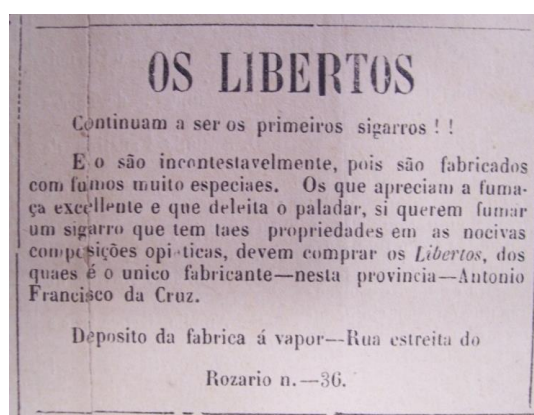 OS LIBERTOS
Continuam a ser os primeiros sigarros ! !
E o são incontestavelmente, pois são fabricados
com fumos muito especiaes. Os que apreciam a fuma-
ça excellente e que deleita o paladar, si querem fumar
um sigarro que tem taes propriedades em as nocivas
composições opi ticas, devem comprar os Libertos, dos
quaes é o unico fabricante—nesta provincia—Antonio
Francisco da Cruz.
Deposito da fabrica á vapor—Rua estreita do
Rozario n.—36.